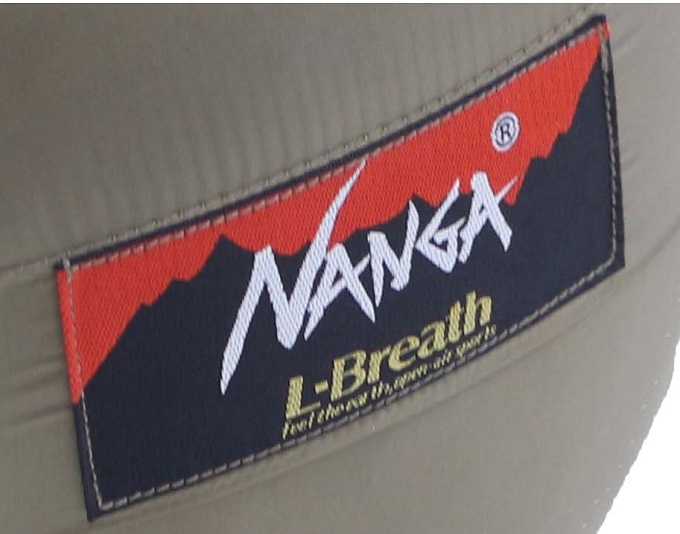 NANGA®
L-Breath
feel the earth, open-air sports